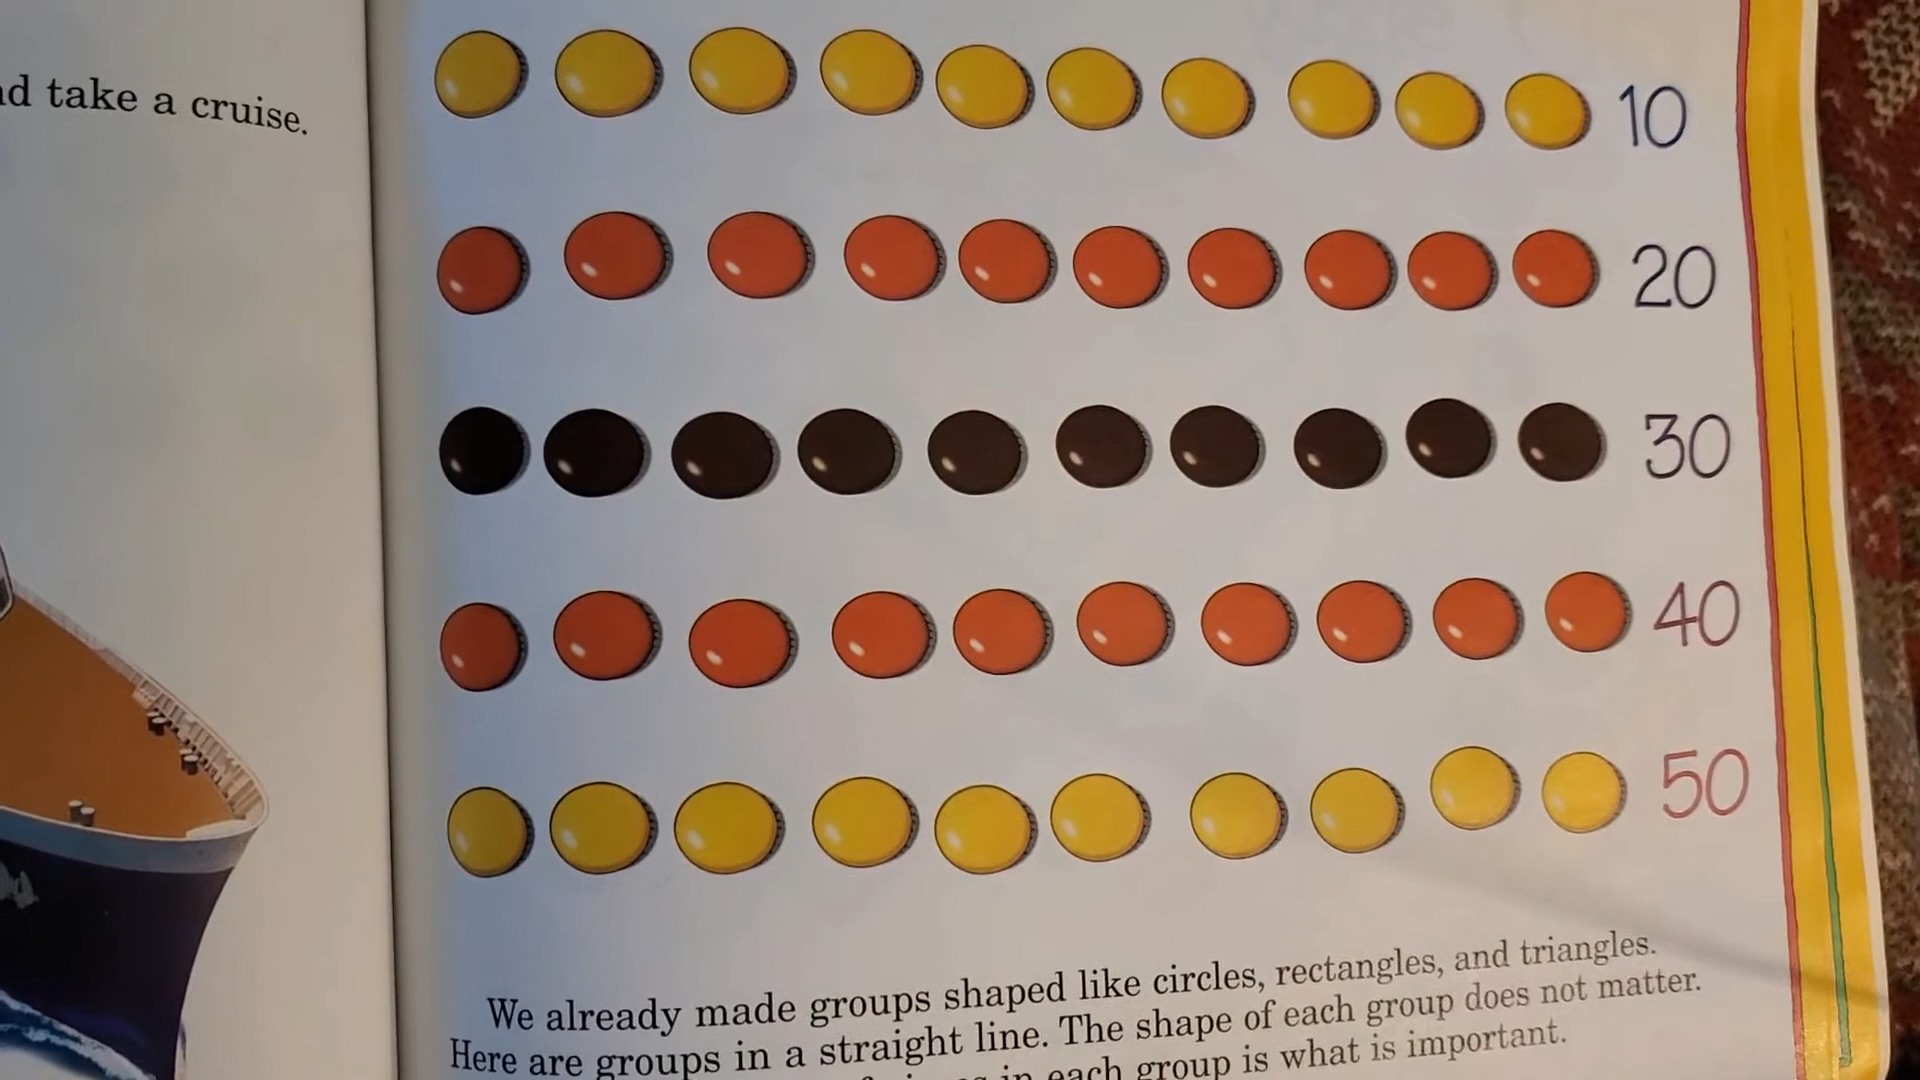 take a cruise.
10
20
30
40
50
We already made groups shaped like circles, rectangles, and triangles.
Here are groups in a straight line. The shape of each group does not matter.
in each group is what is important.